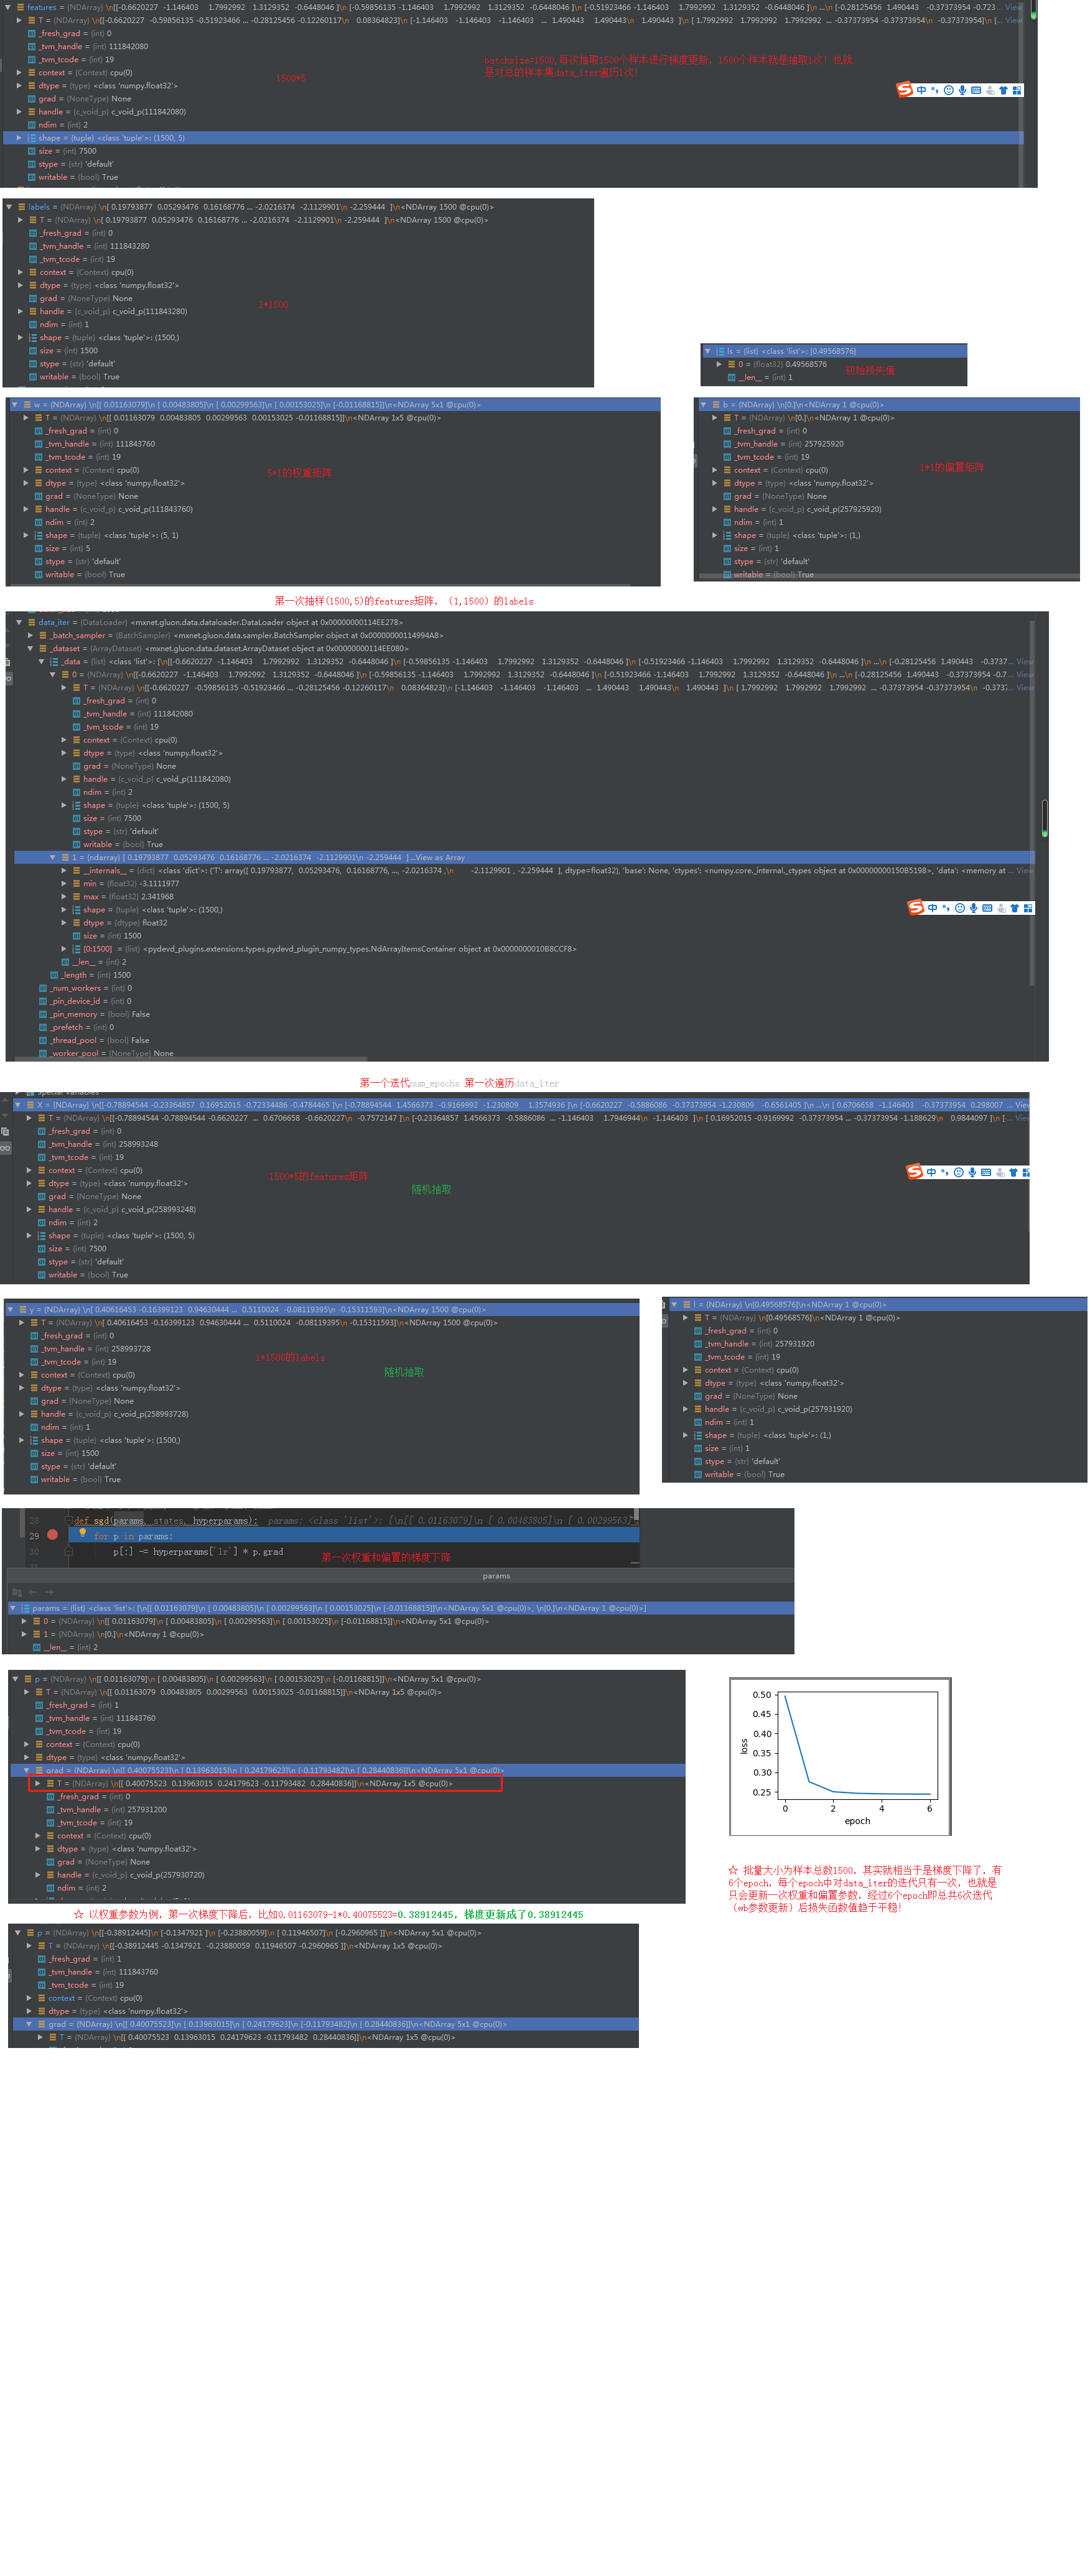 features = {NDArray} \n[[-0.6620227 -1.146403 1.7992992 1.3129352 -0.6448046 ]\n [-0.59856135 -1.146403 1.7992992 1.3129352 -0.6448046 ]\n [-0.51923466 -1.146403 1.7992992 1.3129352 -0.6448046 ]\n ...\n [-0.28125456 1.490443 -0.37373954 -0.723 ... View
T = {NDArray} \n[[-0.6620227 -0.59856135 -0.51923466 ... -0.28125456 -0.12260117\n 0.08364823]\n [-1.146403 -1.146403 -1.146403 ... 1.490443 1.490443\n 1.490443 ]\n [ 1.7992992 1.7992992 1.7992992 ... -0.37373954 -0.37373954\n -0.37373954]\n [... View
_fresh_grad = {int} 0
_tvm_handle = {int} 111842080
_tvm_tcode = {int} 19
context = {Context} cpu(0)
dtype = {type} <class 'numpy.float32'>
grad = {NoneType} None
handle = {c_void_p} c_void_p(111842080)
ndim = {int} 2
shape = {tuple} <class 'tuple'>: (1500, 5)
size = {int} 7500
stype = {str} 'default'
writable = {bool} True
1500*5
batchsize=1500,每次抽取1500个样本进行梯度更新，1500个样本就是抽取1次！也就
是对总的样本集data_iter遍历1次！
中
labels = {NDArray} \n[ 0.19793877 0.05293476 0.16168776 ... -2.0216374 -2.1129901\n -2.259444 ]\n<NDArray 1500 @cpu(0)>
T = {NDArray} \n[ 0.19793877 0.05293476 0.16168776 ... -2.0216374 -2.1129901\n -2.259444 ]\n<NDArray 1500 @cpu(0)>
_fresh_grad = {int} 0
_tvm_handle = {int} 111843280
_tvm_tcode = {int} 19
context = {Context} cpu(0)
dtype = {type} <class 'numpy.float32'>
grad = {NoneType} None
handle = {c_void_p} c_void_p(111843280)
ndim = {int} 1
shape = {tuple} <class 'tuple'>: (1500,)
size = {int} 1500
stype = {str} 'default'
writable = {bool} True
1*1500
ls = {list} <class 'list'>: [0.49568576]
0 = {float32} 0.49568576
__len__ = {int} 1
初始损失值
w = {NDArray} \n[[ 0.01163079]\n [ 0.00483805]\n [ 0.00299563]\n [ 0.00153025]\n [-0.01168815]]\n<NDArray 5x1 @cpu(0)>
T = {NDArray} \n[[ 0.01163079 0.00483805 0.00299563 0.00153025 -0.01168815]]\n<NDArray 1x5 @cpu(0)>
_fresh_grad = {int} 0
_tvm_handle = {int} 111843760
_tvm_tcode = {int} 19
context = {Context} cpu(0)
dtype = {type} <class 'numpy.float32'>
grad = {NoneType} None
handle = {c_void_p} c_void_p(111843760)
ndim = {int} 2
shape = {tuple} <class 'tuple'>: (5, 1)
size = {int} 5
stype = {str} 'default'
writable = {bool} True
5*1的权重矩阵
b = {NDArray} \n[0.]\n<NDArray 1 @cpu(0)>
T = {NDArray} \n[0.]\n<NDArray 1 @cpu(0)>
_fresh_grad = {int} 0
_tvm_handle = {int} 257925920
_tvm_tcode = {int} 19
context = {Context} cpu(0)
dtype = {type} <class 'numpy.float32'>
grad = {NoneType} None
handle = {c_void_p} c_void_p(257925920)
ndim = {int} 1
shape = {tuple} <class 'tuple'>: (1,)
size = {int} 1
stype = {str} 'default'
writable = {bool} True
1*1的偏置矩阵
第一次抽样(1500,5)的features矩阵，（1,1500）的labels
data_iter = {DataLoader} <mxnet.gluon.data.dataloader.DataLoader object at 0x00000000114EE278>
_batch_sampler = {BatchSampler} <mxnet.gluon.data.sampler.BatchSampler object at 0x00000000114994A8>
_dataset = {ArrayDataset} <mxnet.gluon.data.dataset.ArrayDataset object at 0x00000000114EE080>
_data = {list} <class 'list'>: [\n[[-0.6620227 -1.146403 1.7992992 1.3129352 -0.6448046 ]\n [-0.59856135 -1.146403 1.7992992 1.3129352 -0.6448046 ]\n [-0.51923466 -1.146403 1.7992992 1.3129352 -0.6448046 ]\n ...\n [-0.28125456 1.490443 -0.3737... View
0 = {NDArray} \n[[-0.6620227 -1.146403 1.7992992 1.3129352 -0.6448046 ]\n [-0.59856135 -1.146403 1.7992992 1.3129352 -0.6448046 ]\n [-0.51923466 -1.146403 1.7992992 1.3129352 -0.6448046 ]\n ...\n [-0.28125456 1.490443 -0.37373954 -0.7... View
T = {NDArray} \n[[-0.6620227 -0.59856135 -0.51923466 ... -0.28125456 -0.12260117\n 0.08364823]\n [-1.146403 -1.146403 -1.146403 ... 1.490443 1.490443\n 1.490443 ]\n [ 1.7992992 1.7992992 1.7992992 ... -0.37373954 -0.37373954\n -0.3737... View
_fresh_grad = {int} 0
_tvm_handle = {int} 111842080
_tvm_tcode = {int} 19
context = {Context} cpu(0)
dtype = {type} <class 'numpy.float32'>
grad = {NoneType} None
handle = {c_void_p} c_void_p(111842080)
ndim = {int} 2
shape = {tuple} <class 'tuple'>: (1500, 5)
size = {int} 7500
stype = {str} 'default'
writable = {bool} True
1 = {ndarray} [ 0.19793877 0.05293476 0.16168776 ... -2.0216374 -2.1129901\n -2.259444 ] ...View as Array
__internals__ = {dict} <class 'dict'>: {'T': array([ 0.19793877, 0.05293476, 0.16168776, ..., -2.0216374 ,\n -2.1129901 , -2.259444 ], dtype=float32), 'base': None, 'ctypes': <numpy.core._internal._ctypes object at 0x00000000150B5198>, 'data': <memory at ... View
min = {float32} -3.1111977
max = {float32} 2.341968
shape = {tuple} <class 'tuple'>: (1500,)
dtype = {dtype} float32
size = {int} 1500
[0:1500] = {list} <pydevd_plugins.extensions.types.pydevd_plugin_numpy_types.NdArrayItemsContainer object at 0x0000000010B8CCF8>
__len__ = {int} 2
_length = {int} 1500
_num_workers = {int} 0
_pin_device_id = {int} 0
_pin_memory = {bool} False
_prefetch = {int} 0
_thread_pool = {bool} False
_worker_pool = {NoneType} None
中
第一个迭代num_epochs 第一次遍历data_iter
Special Variables
X = {NDArray} \n[[-0.78894544 -0.23364857 0.16952015 -0.72334486 -0.4784465 ]\n [-0.78894544 1.4566373 -0.9169992 -1.230809 1.3574936 ]\n [-0.6620227 -0.5886086 -0.37373954 -1.230809 -0.6561405 ]\n ...\n [ 0.6706658 -1.146403 -0.37373954 0.298007 ... View
T = {NDArray} \n[[-0.78894544 -0.78894544 -0.6620227 ... 0.6706658 -0.6620227\n -0.7572147 ]\n [-0.23364857 1.4566373 -0.5886086 ... -1.146403 1.7946944\n -1.146403 ]\n [ 0.16952015 -0.9169992 -0.37373954 ... -0.37373954 -1.188629\n 0.9844097 ]\n [... View
_fresh_grad = {int} 0
_tvm_handle = {int} 258993248
_tvm_tcode = {int} 19
context = {Context} cpu(0)
dtype = {type} <class 'numpy.float32'>
grad = {NoneType} None
handle = {c_void_p} c_void_p(258993248)
ndim = {int} 2
shape = {tuple} <class 'tuple'>: (1500, 5)
size = {int} 7500
stype = {str} 'default'
writable = {bool} True
1500*5的features矩阵
随机抽取
中
y = {NDArray} \n[ 0.40616453 -0.16399123 0.94630444 ... 0.5110024 -0.08119395\n -0.15311593]\n<NDArray 1500 @cpu(0)>
T = {NDArray} \n[ 0.40616453 -0.16399123 0.94630444 ... 0.5110024 -0.08119395\n -0.15311593]\n<NDArray 1500 @cpu(0)>
_fresh_grad = {int} 0
_tvm_handle = {int} 258993728
_tvm_tcode = {int} 19
context = {Context} cpu(0)
dtype = {type} <class 'numpy.float32'>
grad = {NoneType} None
handle = {c_void_p} c_void_p(258993728)
ndim = {int} 1
shape = {tuple} <class 'tuple'>: (1500,)
size = {int} 1500
stype = {str} 'default'
writable = {bool} True
1*1500的labels
随机抽取
l = {NDArray} \n[0.49568576]\n<NDArray 1 @cpu(0)>
T = {NDArray} \n[0.49568576]\n<NDArray 1 @cpu(0)>
_fresh_grad = {int} 0
_tvm_handle = {int} 257931920
_tvm_tcode = {int} 19
context = {Context} cpu(0)
dtype = {type} <class 'numpy.float32'>
grad = {NoneType} None
handle = {c_void_p} c_void_p(257931920)
ndim = {int} 1
shape = {tuple} <class 'tuple'>: (1,)
size = {int} 1
stype = {str} 'default'
writable = {bool} True
28 def sgd(params, states, hyperparams): params: <class 'list'>: [\n[[ 0.01163079]\n [ 0.00483805]\n [ 0.00299563]
29 for p in params:
30 p[:] -= hyperparams['lr'] * p.grad
第一次权重和偏置的梯度下降
params
params = {list} <class 'list'>: [\n[[ 0.01163079]\n [ 0.00483805]\n [ 0.00299563]\n [ 0.00153025]\n [-0.01168815]]\n<NDArray 5x1 @cpu(0)>, \n[0.]\n<NDArray 1 @cpu(0)>]
0 = {NDArray} \n[[ 0.01163079]\n [ 0.00483805]\n [ 0.00299563]\n [ 0.00153025]\n [-0.01168815]]\n<NDArray 5x1 @cpu(0)>
1 = {NDArray} \n[0.]\n<NDArray 1 @cpu(0)>
__len__ = {int} 2
p = {NDArray} \n[[ 0.01163079]\n [ 0.00483805]\n [ 0.00299563]\n [ 0.00153025]\n [-0.01168815]]\n<NDArray 5x1 @cpu(0)>
T = {NDArray} \n[[ 0.01163079 0.00483805 0.00299563 0.00153025 -0.01168815]]\n<NDArray 1x5 @cpu(0)>
_fresh_grad = {int} 1
_tvm_handle = {int} 111843760
_tvm_tcode = {int} 19
context = {Context} cpu(0)
dtype = {type} <class 'numpy.float32'>
grad = {NDArray} \n[[ 0.40075523]\n [ 0.13963015]\n [ 0.24179623]\n [-0.11793482]\n [ 0.28440836]]\n<NDArray 5x1 @cpu(0)>
T = {NDArray} \n[[ 0.40075523 0.13963015 0.24179623 -0.11793482 0.28440836]]\n<NDArray 1x5 @cpu(0)>
_fresh_grad = {int} 0
_tvm_handle = {int} 257931200
_tvm_tcode = {int} 19
context = {Context} cpu(0)
dtype = {type} <class 'numpy.float32'>
grad = {NoneType} None
handle = {c_void_p} c_void_p(257930720)
ndim = {int} 2
0.50
0.45
0.40
0.35
0.30
0.25
loss
0 2 4 6
epoch
☆ 批量大小为样本总数1500，其实就相当于是梯度下降了，有
6个epoch，每个epoch中对data_iter的迭代只有一次，也就是
只会更新一次权重和偏置参数，经过6个epoch即总共6次迭代
（wb参数更新）后损失函数值趋于平稳！
☆ 以权重参数为例，第一次梯度下降后，比如0.01163079-1*0.40075523=0.38912445，梯度更新成了0.38912445
p = {NDArray} \n[[-0.38912445]\n [-0.1347921 ]\n [-0.23880059]\n [ 0.11946507]\n [-0.2960965 ]]\n<NDArray 5x1 @cpu(0)>
T = {NDArray} \n[[-0.38912445 -0.1347921 -0.23880059 0.11946507 -0.2960965 ]]\n<NDArray 1x5 @cpu(0)>
_fresh_grad = {int} 1
_tvm_handle = {int} 111843760
_tvm_tcode = {int} 19
context = {Context} cpu(0)
dtype = {type} <class 'numpy.float32'>
grad = {NDArray} \n[[ 0.40075523]\n [ 0.13963015]\n [ 0.24179623]\n [-0.11793482]\n [ 0.28440836]]\n<NDArray 5x1 @cpu(0)>
T = {NDArray} \n[[ 0.40075523 0.13963015 0.24179623 -0.11793482 0.28440836]]\n<NDArray 1x5 @cpu(0)>